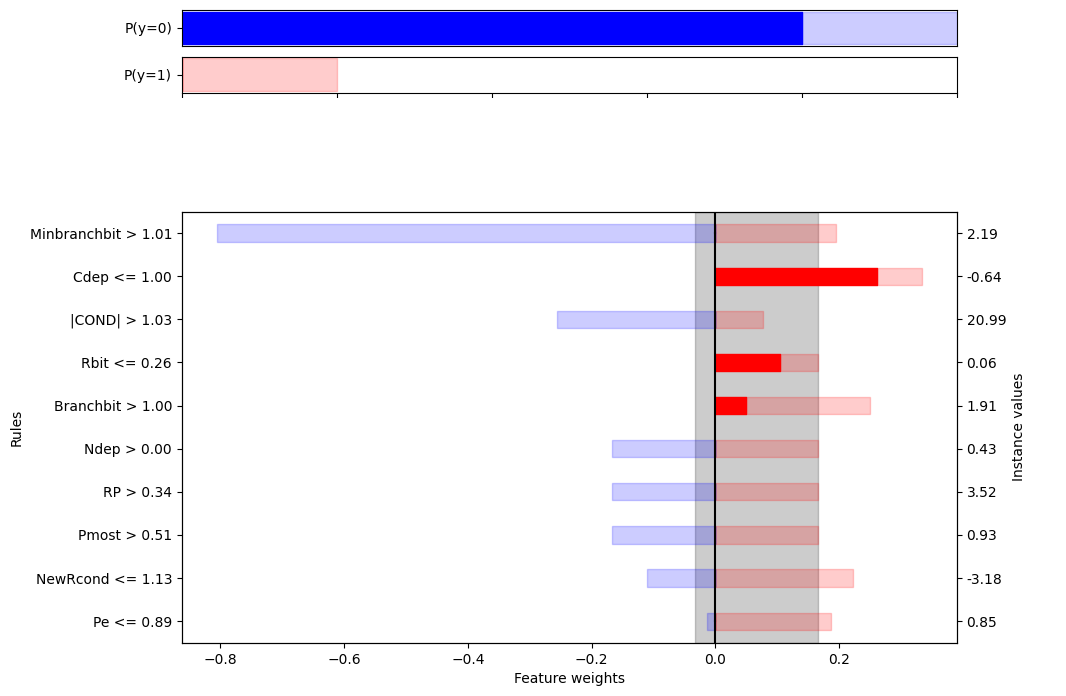 P(y=0)
P(y=1)
Minbranchbit > 1.01 2.19
Cdep <= 1.00 -0.64
|COND| > 1.03 20.99
Rbit <= 0.26 0.06
Branchbit > 1.00 1.91
Ndep > 0.00 0.43
RP > 0.34 3.52
Pmost > 0.51 0.93
NewRcond <= 1.13 -3.18
Pe <= 0.89 0.85
Rules
Instance values
−0.8 −0.6 −0.4 −0.2 0.0 0.2
Feature weights